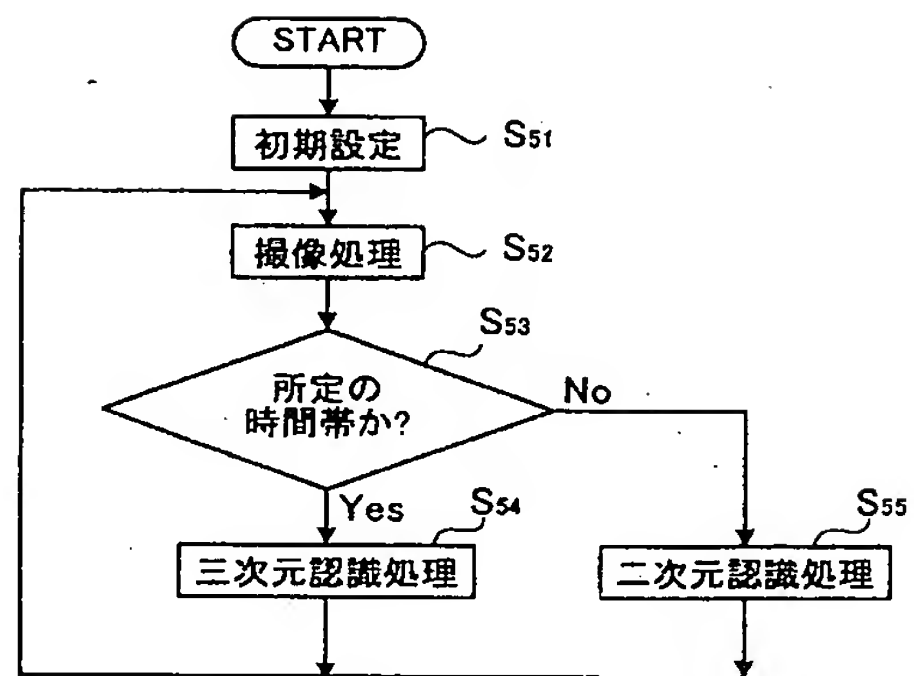 START
初期設定 S51
撮像処理 S52
S53
所定の
時間帯か?
No
Yes
S54
S55
三次元認識処理
二次元認識処理